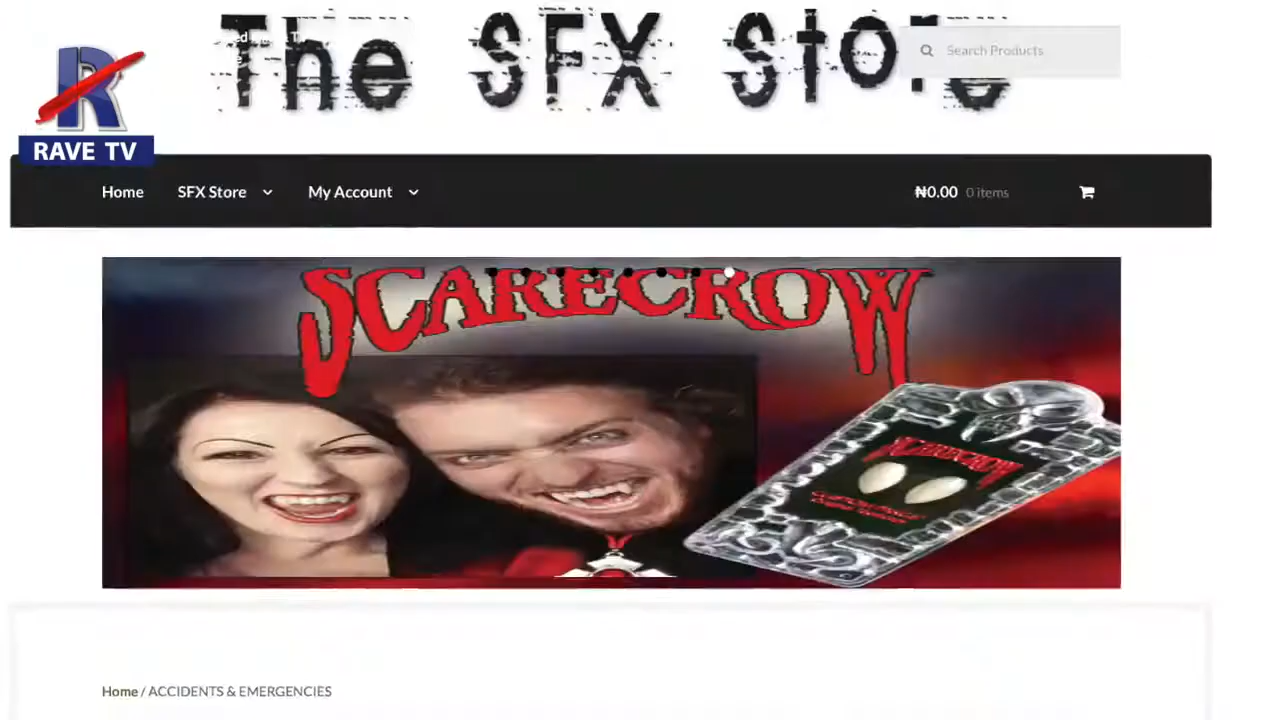 The SFX Store
Search Products
R
RAVE TV
Home
SFX Store
My Account
₦0.00 0 items
SCARECROW
SCARECROW
Home / ACCIDENTS & EMERGENCIES